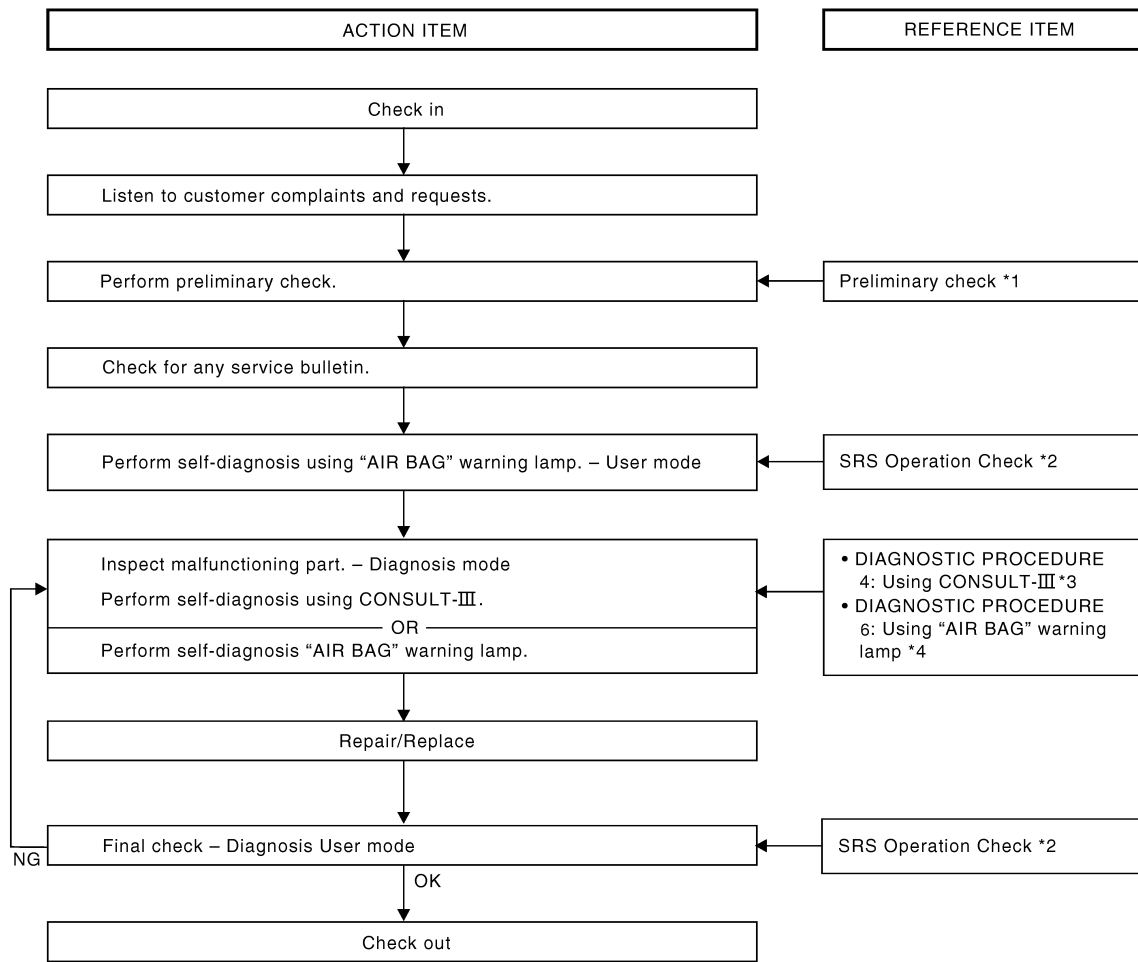 ACTION ITEM
REFERENCE ITEM
Check in
Listen to customer complaints and requests.
Perform preliminary check.
Preliminary check *1
Check for any service bulletin.
Perform self-diagnosis using “AIR BAG” warning lamp. – User mode
SRS Operation Check *2
Inspect malfunctioning part. – Diagnosis mode
Perform self-diagnosis using CONSULT-III.
OR
Perform self-diagnosis “AIR BAG” warning lamp.
• DIAGNOSTIC PROCEDURE
4: Using CONSULT-III *3
• DIAGNOSTIC PROCEDURE
6: Using “AIR BAG” warning
lamp *4
Repair/Replace
Final check – Diagnosis User mode
SRS Operation Check *2
NG
OK
Check out